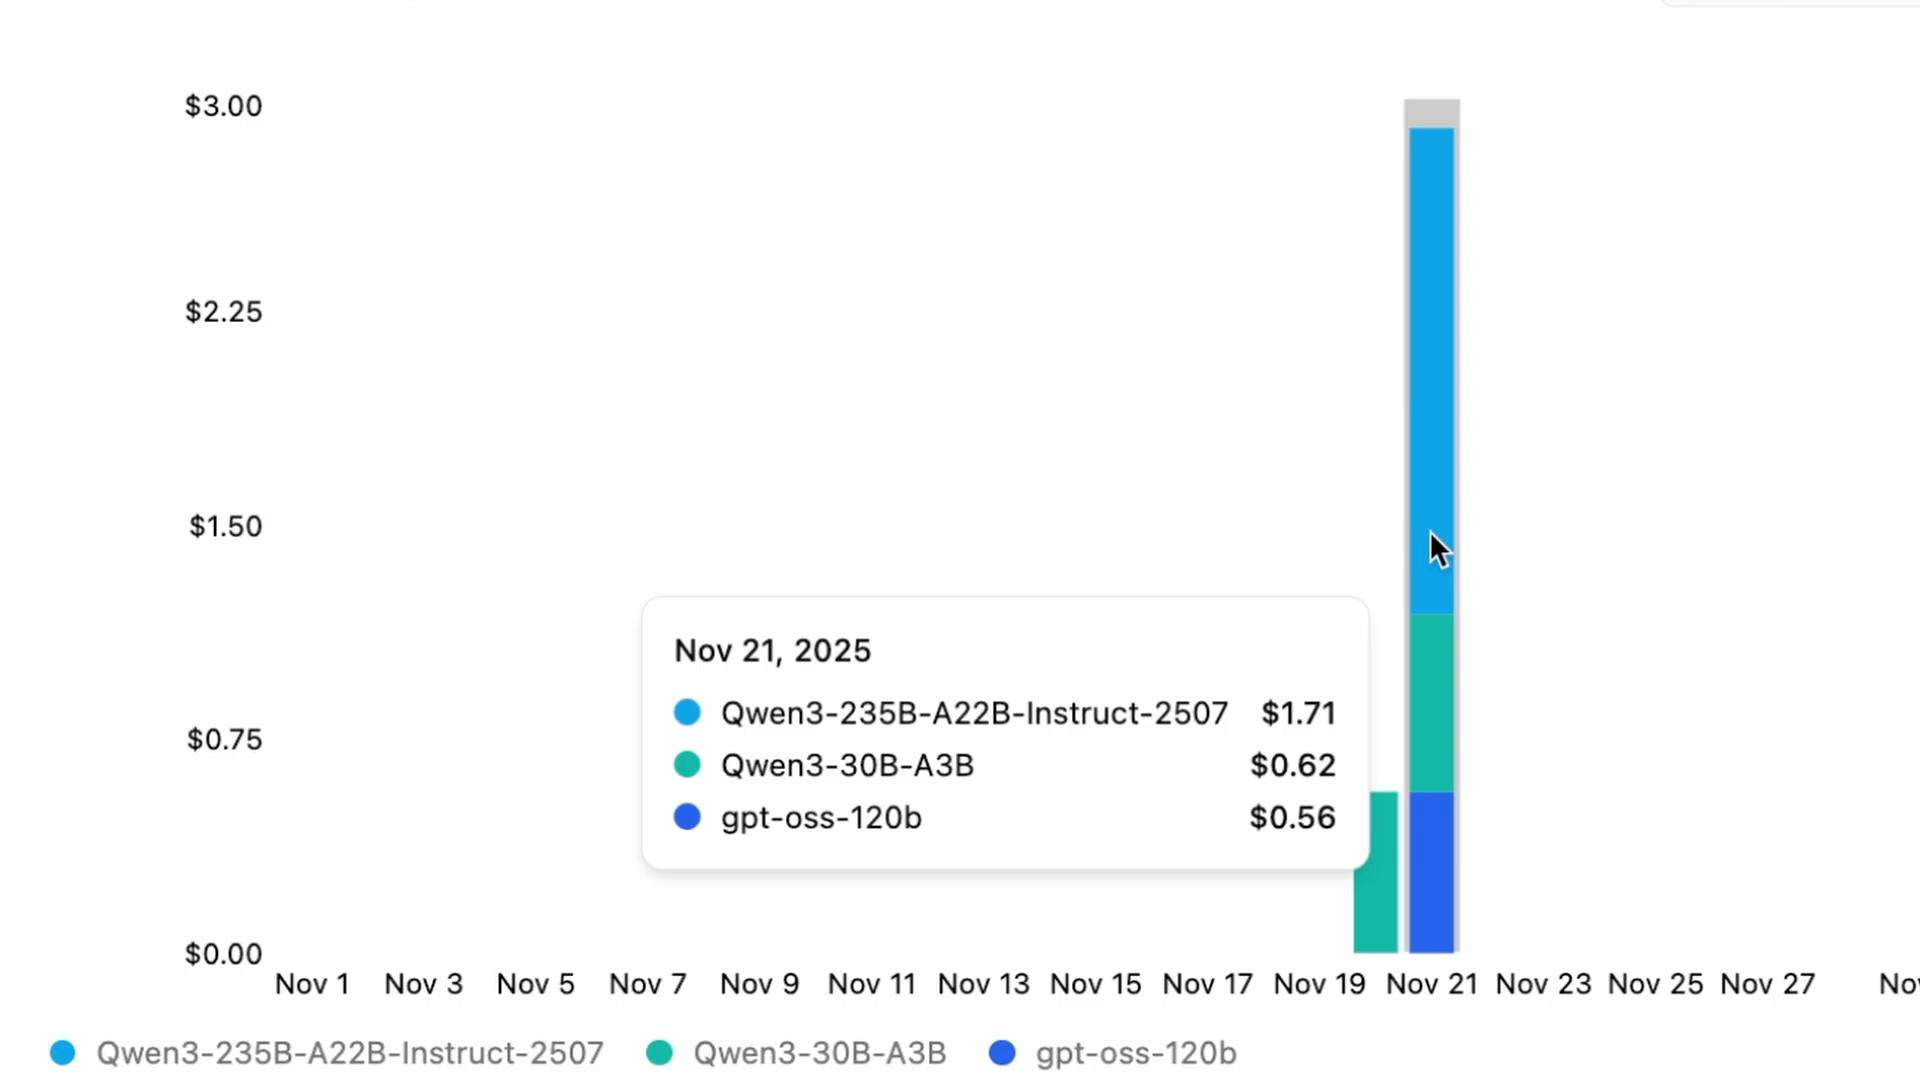 $3.00
$2.25
$1.50
$0.75
$0.00
Nov 21, 2025
Qwen3-235B-A22B-Instruct-2507 $1.71
Qwen3-30B-A3B $0.62
gpt-oss-120b $0.56
Nov 1 Nov 3 Nov 5 Nov 7 Nov 9 Nov 11 Nov 13 Nov 15 Nov 17 Nov 19 Nov 21 Nov 23 Nov 25 Nov 27
Qwen3-235B-A22B-Instruct-2507 Qwen3-30B-A3B gpt-oss-120b